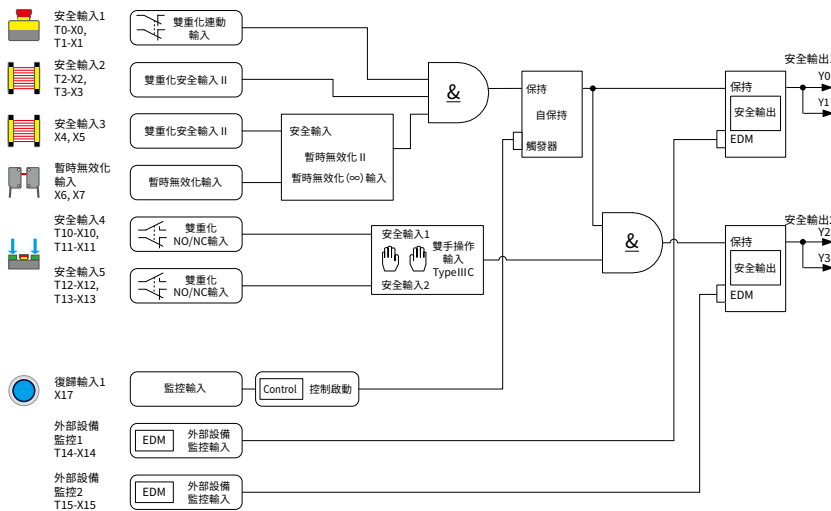 安全輸入1
T0-X0,
T1-X1
雙重化連動
輸入
安全輸入2
T2-X2,
T3-X3
雙重化安全輸入 II
安全輸入3
X4, X5
雙重化安全輸入 II
暫時無效化
輸入
X6, X7
暫時無效化輸入
安全輸入
暫時無效化 II
暫時無效化(∞)輸入
&
保持
自保持
觸發器
安全輸出
Y0
Y1
保持
安全輸出
EDM
安全輸入4
T10-X10,
T11-X11
雙重化
NO/NC輸入
安全輸入5
T12-X12,
T13-X13
雙重化
NO/NC輸入
安全輸入1
雙手操作
輸入
TypeIIIC
安全輸入2
&
安全輸出
Y2
Y3
保持
安全輸出
EDM
復歸輸入1
X17
監控輸入
Control
控制啟動
外部設備
監控1
T14-X14
EDM
外部設備
監控輸入
外部設備
監控2
T15-X15
EDM
外部設備
監控輸入